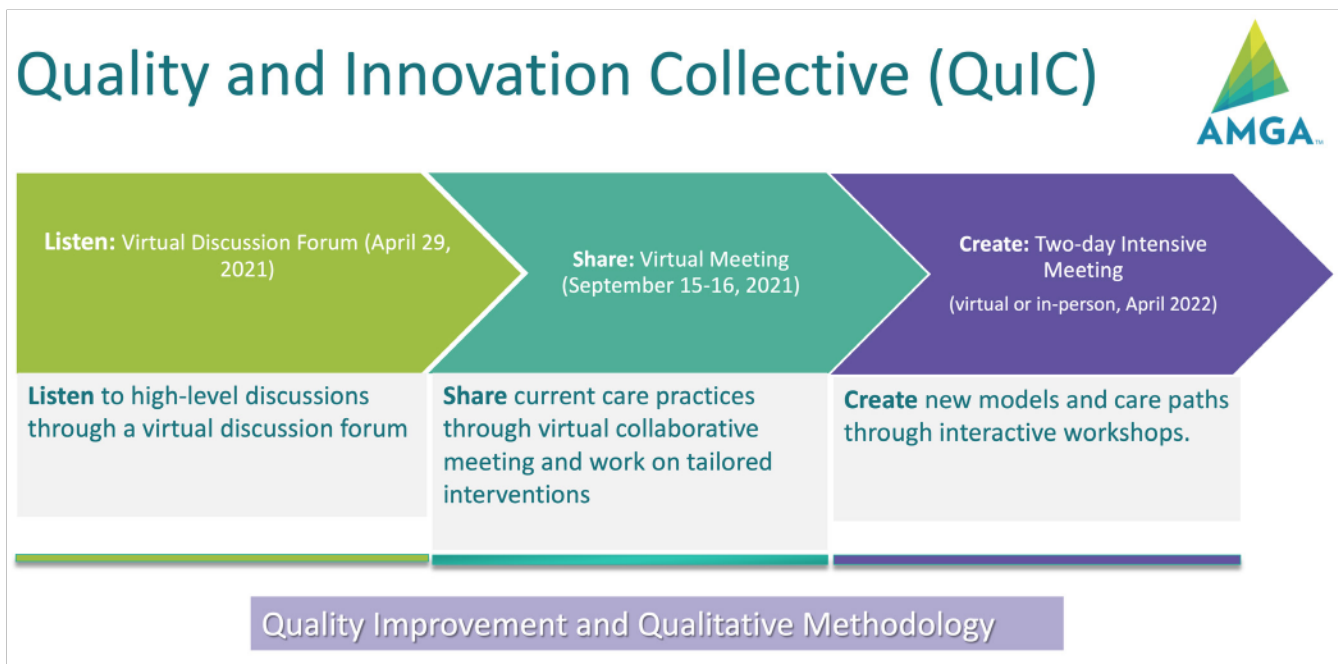 Quality and Innovation Collective (QuIC)
AMGA™
Listen: Virtual Discussion Forum (April 29,
2021)
Share: Virtual Meeting
(September 15-16, 2021)
Create: Two-day Intensive
Meeting
(virtual or in-person, April 2022)
Listen to high-level discussions
through a virtual discussion forum
Share current care practices
through virtual collaborative
meeting and work on tailored
interventions
Create new models and care paths
through interactive workshops.
Quality Improvement and Qualitative Methodology